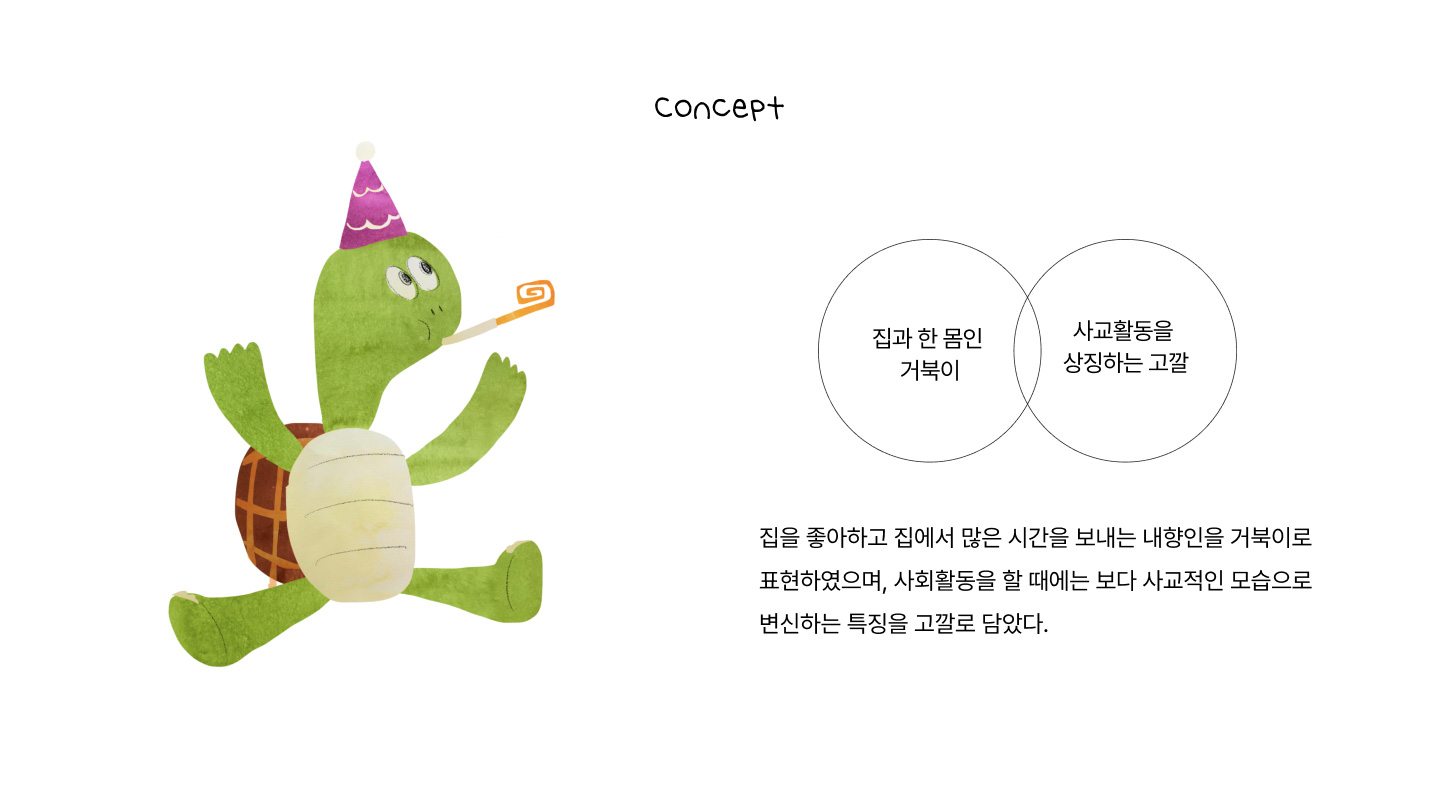 concept
집과 한 몸인
거북이
사교활동을
상징하는 고깔
집을 좋아하고 집에서 많은 시간을 보내는 내향인을 거북이로
표현하였으며, 사회활동을 할 때에는 보다 사교적인 모습으로
변신하는 특징을 고깔로 담았다.